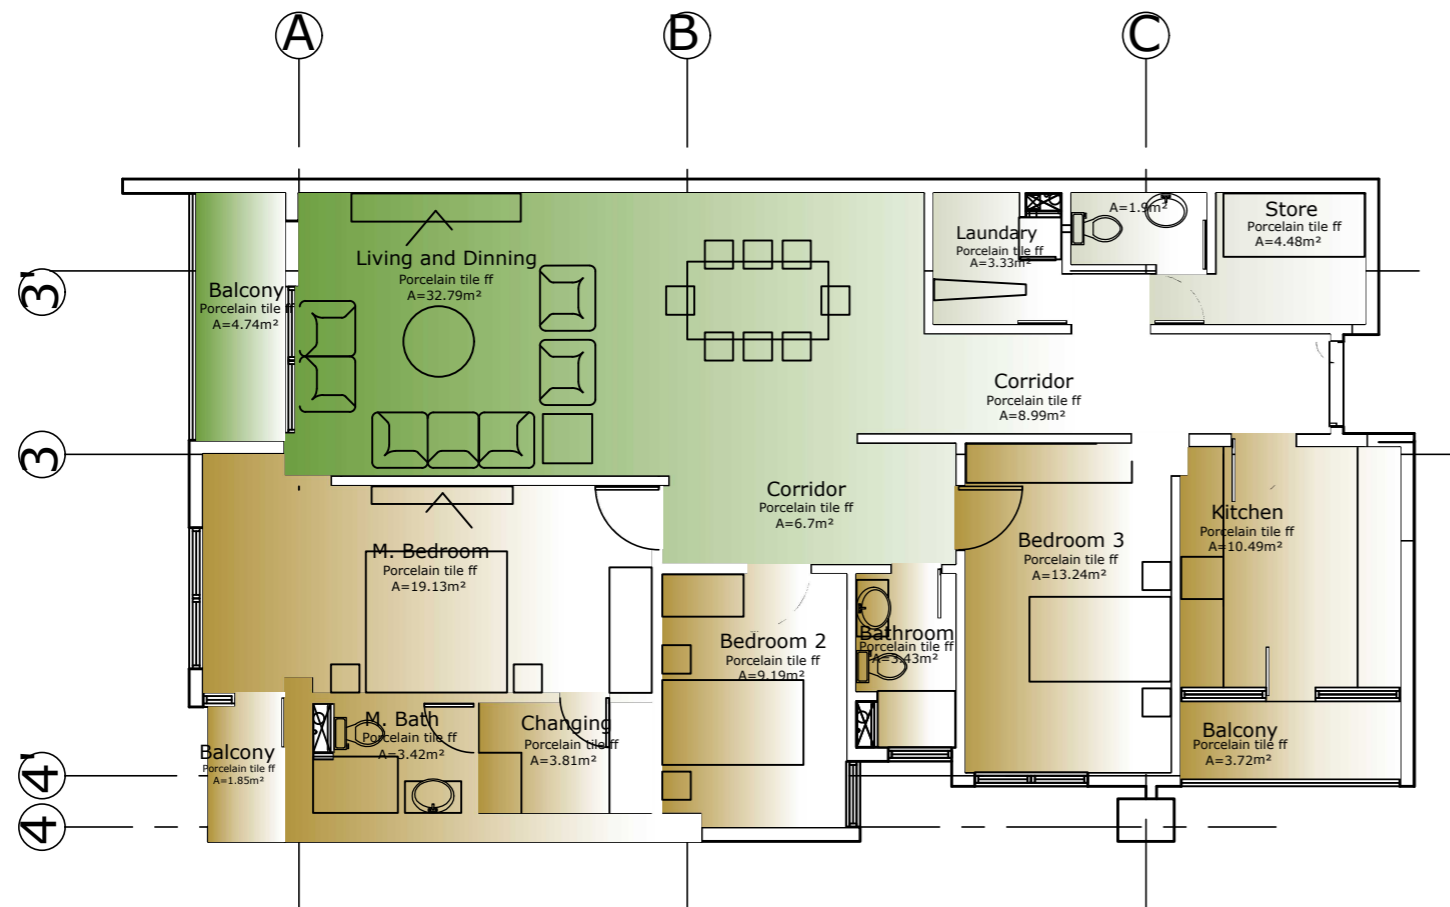 A
B
C
3'
3
4'
4
Balcony
Porcelain tile ff
A=4.74m²
Living and Dinning
Porcelain tile ff
A=32.79m²
Laundary
Porcelain tile ff
A=3.33m²
A=1.9m²
Store
Porcelain tile ff
A=4.48m²
Corridor
Porcelain tile ff
A=8.99m²
Corridor
Porcelain tile ff
A=6.7m²
M. Bedroom
Porcelain tile ff
A=19.13m²
Bedroom 3
Porcelain tile ff
A=13.24m²
Kitchen
Porcelain tile ff
A=10.49m²
Bedroom 2
Porcelain tile ff
A=9.19m²
Bathroom
Porcelain tile ff
A=3.43m²
M. Bath
Porcelain tile ff
A=3.42m²
Changing
Porcelain tile ff
A=3.81m²
Balcony
Porcelain tile ff
A=1.85m²
Balcony
Porcelain tile ff
A=3.72m²